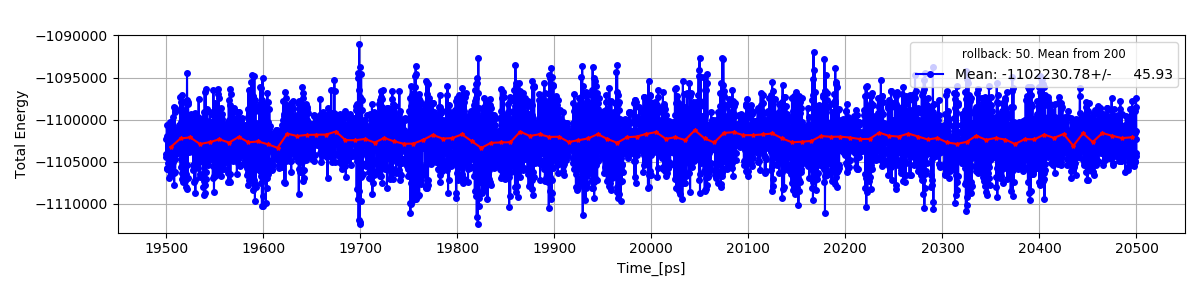 rollback: 50. Mean from 200
Mean: -1102230.78+/-     45.93
Total Energy
−1090000
−1095000
−1100000
−1105000
−1110000
19500 19600 19700 19800 19900 20000 20100 20200 20300 20400 20500
Time_[ps]